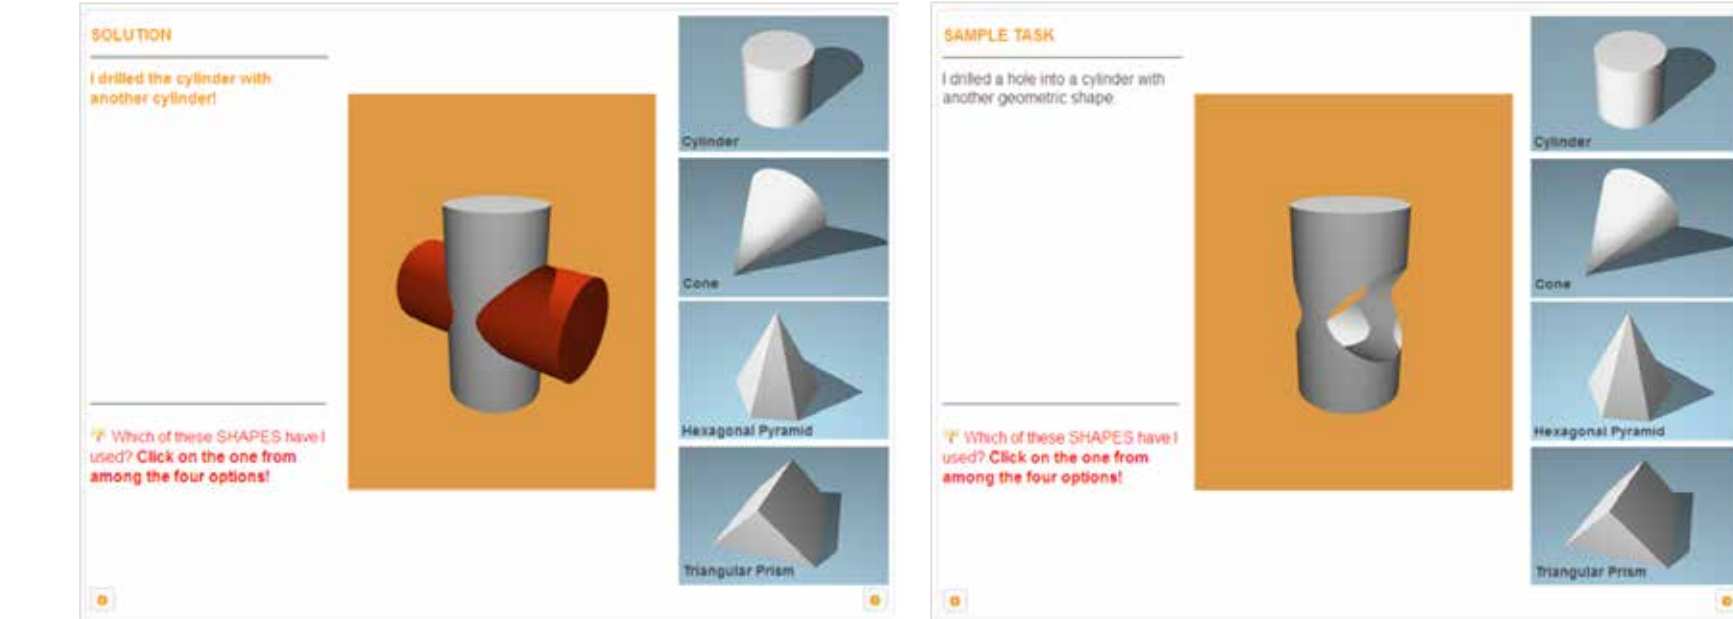 SOLUTION
I drilled the cylinder with
another cylinder!
Which of these SHAPES have I
used? Click on the one from
among the four options!
Cylinder
Cone
Hexagonal Pyramid
Triangular Prism
SAMPLE TASK
I drilled a hole into a cylinder with
another geometric shape.
Which of these SHAPES have I
used? Click on the one from
among the four options!
Cylinder
Cone
Hexagonal Pyramid
Triangular Prism